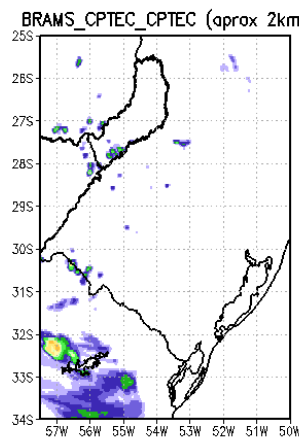 BRAMS_CPTEC_CPTEC (aprox 2km
25S
26S
27S
28S
29S
30S
31S
32S
33S
34S
57W 56W 55W 54W 53W 52W 51W 50W